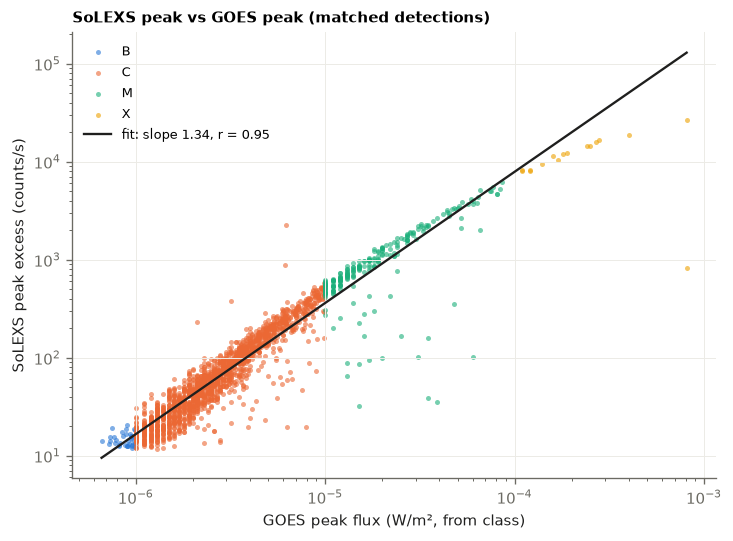 SoLEXS peak vs GOES peak (matched detections)
B
C
M
X
fit: slope 1.34, r = 0.95
SoLEXS peak excess (counts/s)
10⁵
10⁴
10³
10²
10¹
10⁻⁶
10⁻⁵
10⁻⁴
10⁻³
GOES peak flux (W/m², from class)